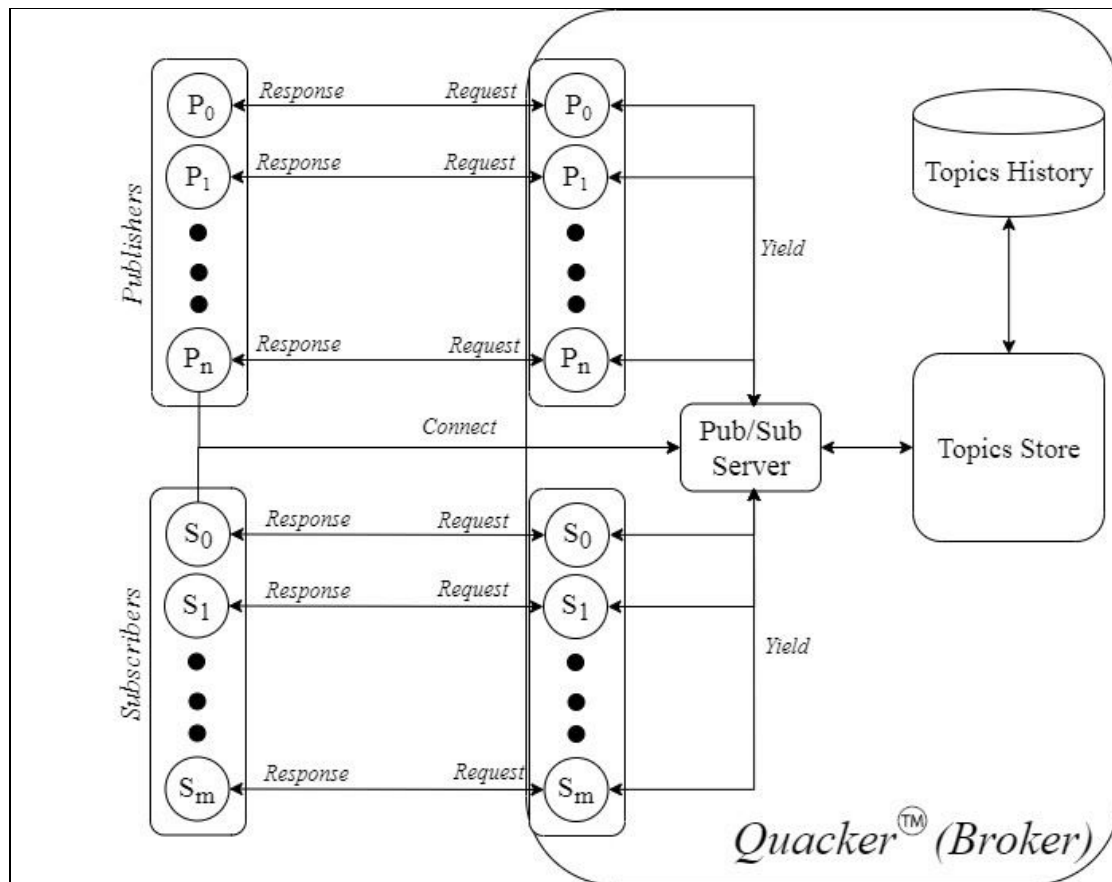 Publishers
P0
Response
Request
P0
P1
Response
Request
P1
Yield
Topics History
Pn
Response
Request
Pn
Connect
Pub/Sub
Server
Topics Store
Subscribers
S0
Response
Request
S0
S1
Response
Request
S1
Yield
Sm
Response
Request
Sm
Quacker™ (Broker)